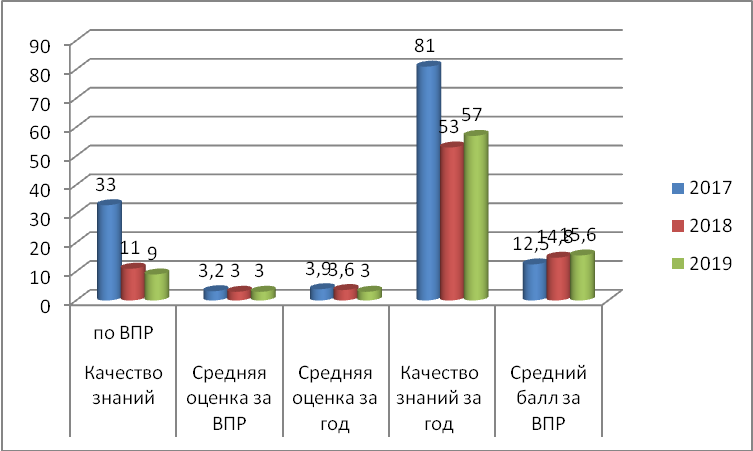 90
80
70
60
50
40
30
20
10
0
33
11
9
3,2
3
3
3,9
3,6
3
81
53
57
12,5
14,8
15,6
2017
2018
2019
по ВПР
Качество
знаний
Средняя
оценка за
ВПР
Средняя
оценка за
год
Качество
знаний за
год
Средний
балл за
ВПР